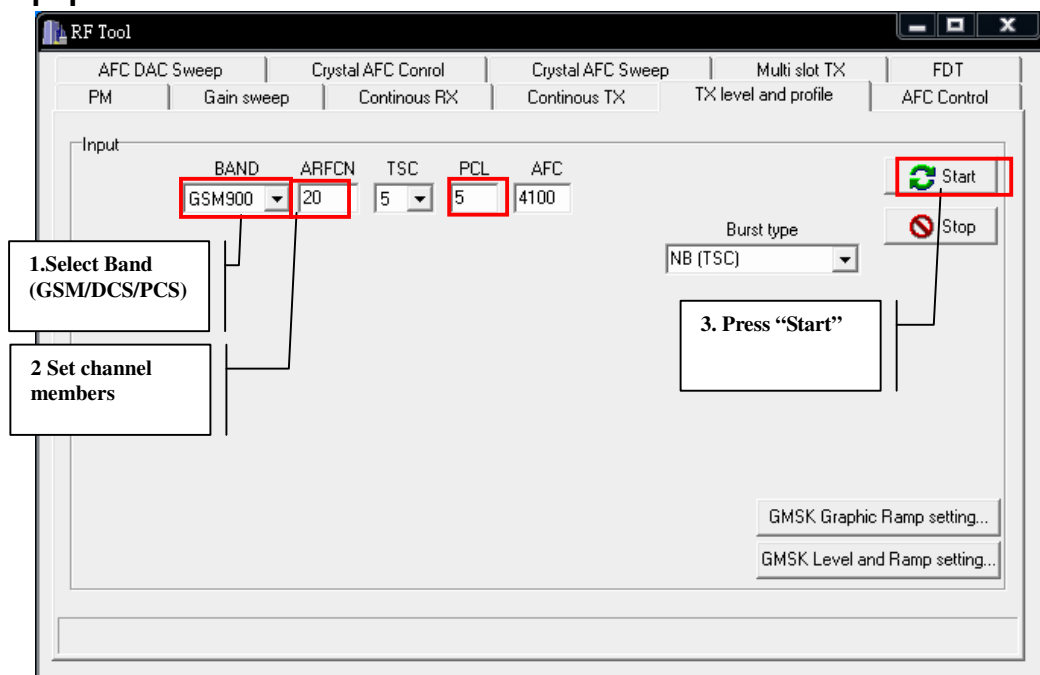 RF Tool
AFC DAC Sweep Crystal AFC Conrol Crystal AFC Sweep Multi slot TX FDT
PM Gain sweep Continous RX Continous TX TX level and profile AFC Control
Input
BAND ARFCN TSC PCL AFC
GSM900 20 5 5 4100
Start
Stop
Burst type
NB (TSC)
1.Select Band
(GSM/DCS/PCS)
3. Press “Start”
2 Set channel
members
GMSK Graphic Ramp setting...
GMSK Level and Ramp setting...